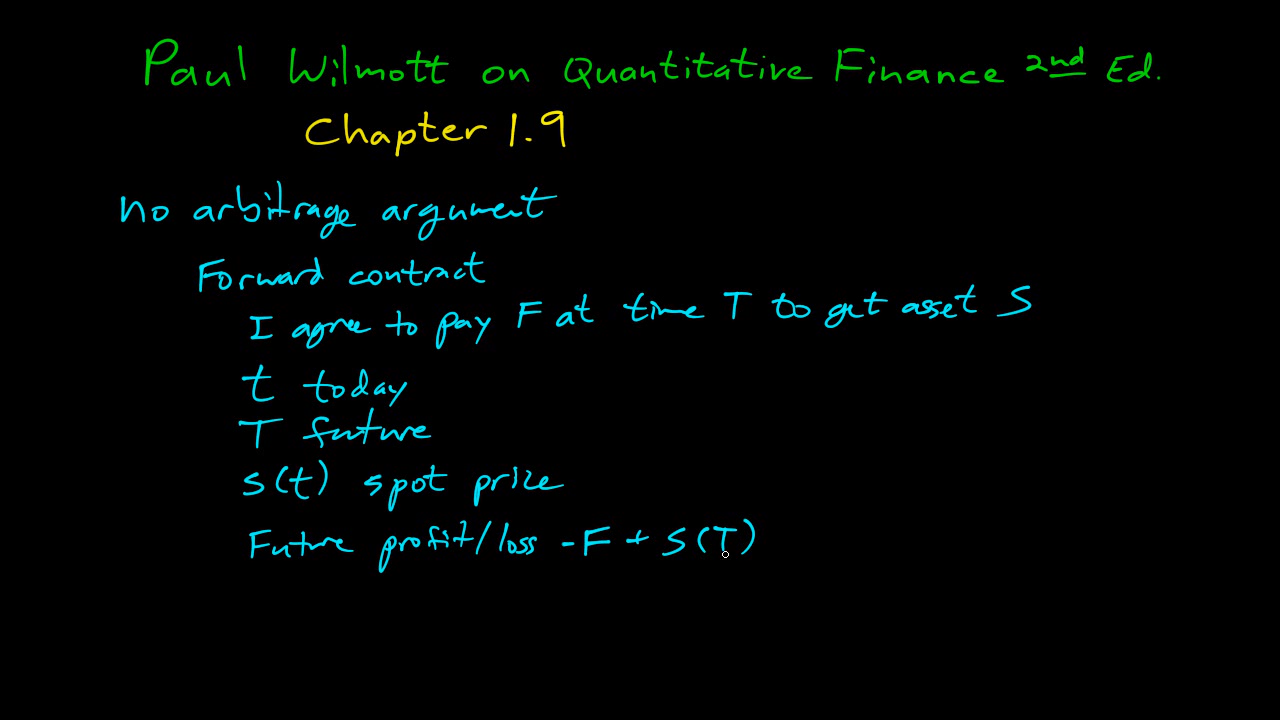 Paul Wilmott on Quantitative Finance 2nd Ed.
Chapter 1.9
no arbitrage argument
Forward contract
I agree to pay F at time T to get asset S
t today
T future
S(t) spot price
Future profit/loss -F + S(T)